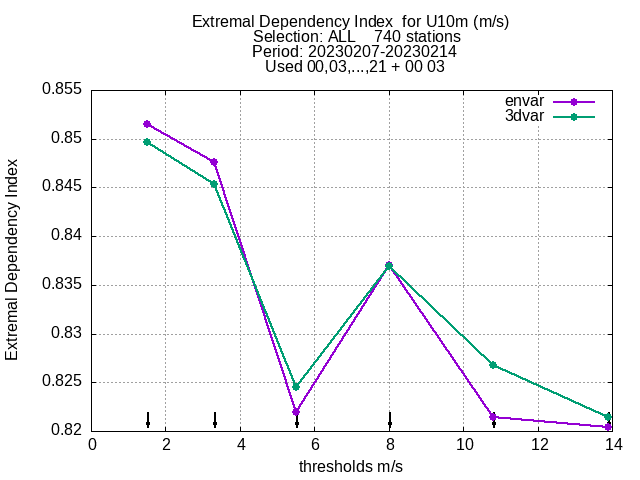 Extremal Dependency Index  for U10m (m/s)
Selection: ALL    740 stations
Period: 20230207-20230214
Used 00,03,...,21 + 00 03
envar
3dvar
0.855
0.85
0.845
0.84
0.835
0.83
0.825
0.82
Extremal Dependency Index
0 2 4 6 8 10 12 14
thresholds m/s